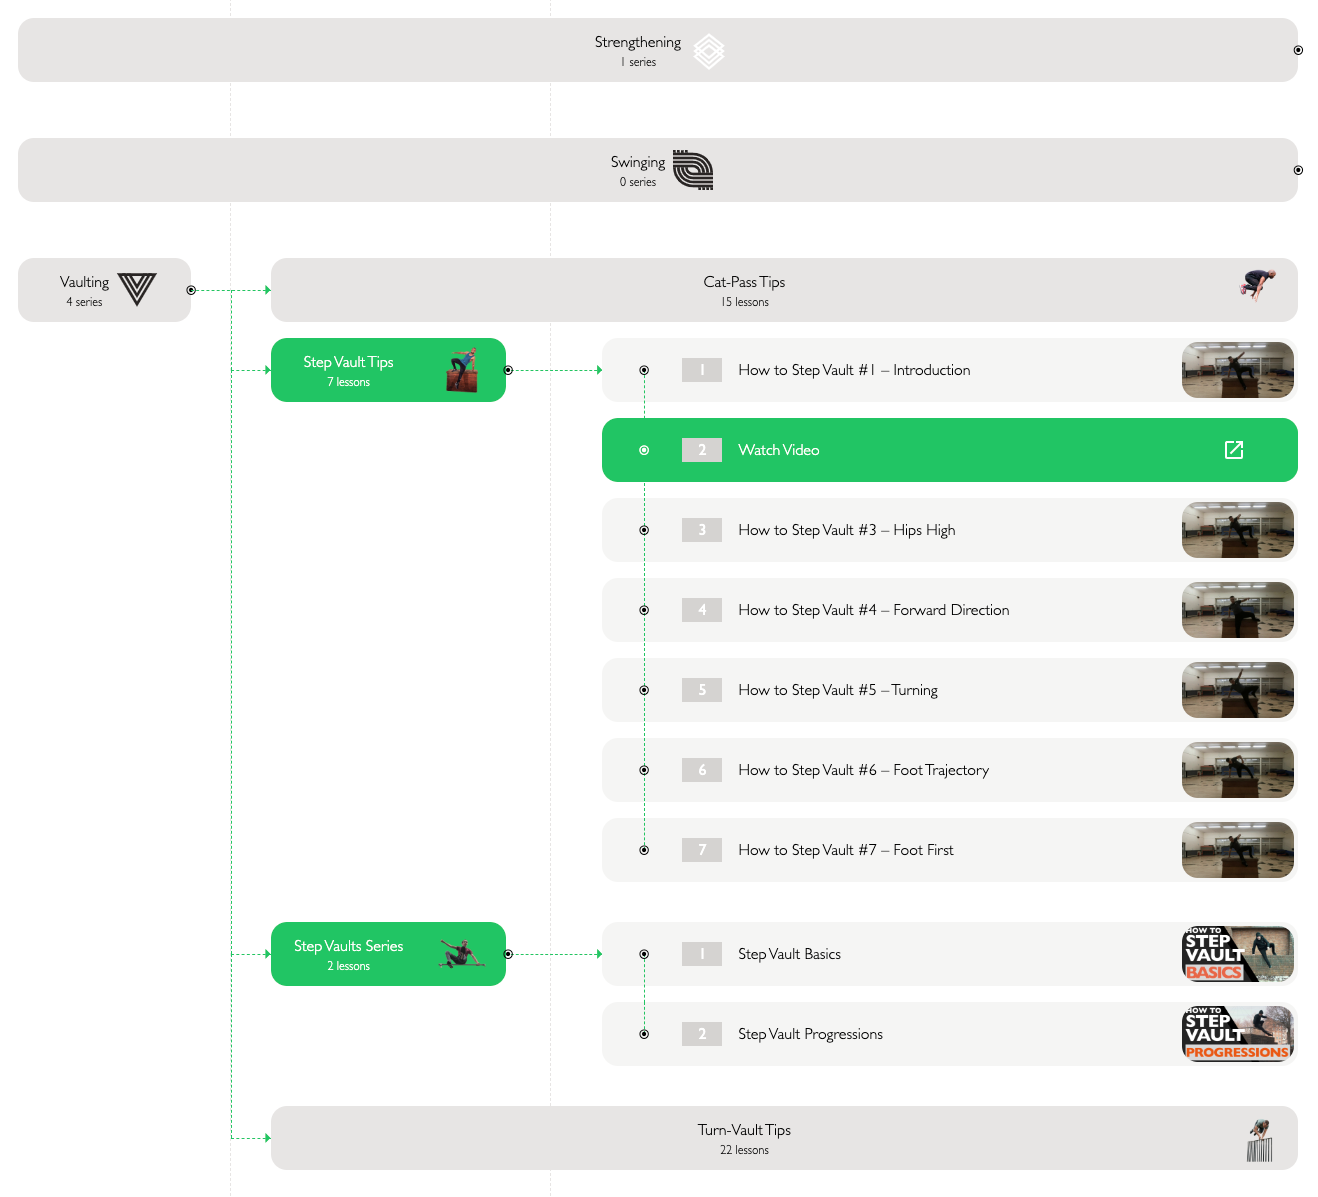 Strengthening
1 series
Swinging
0 series
Vaulting
4 series
Cat-Pass Tips
15 lessons
Step Vault Tips
7 lessons
1 How to Step Vault #1 – Introduction
2 Watch Video
3 How to Step Vault #3 – Hips High
4 How to Step Vault #4 – Forward Direction
5 How to Step Vault #5 – Turning
6 How to Step Vault #6 – Foot Trajectory
7 How to Step Vault #7 – Foot First
Step Vaults Series
2 lessons
1 Step Vault Basics
HOW TO
STEP
VAULT
BASICS
2 Step Vault Progressions
HOW TO
STEP
VAULT
PROGRESSIONS
Turn-Vault Tips
22 lessons